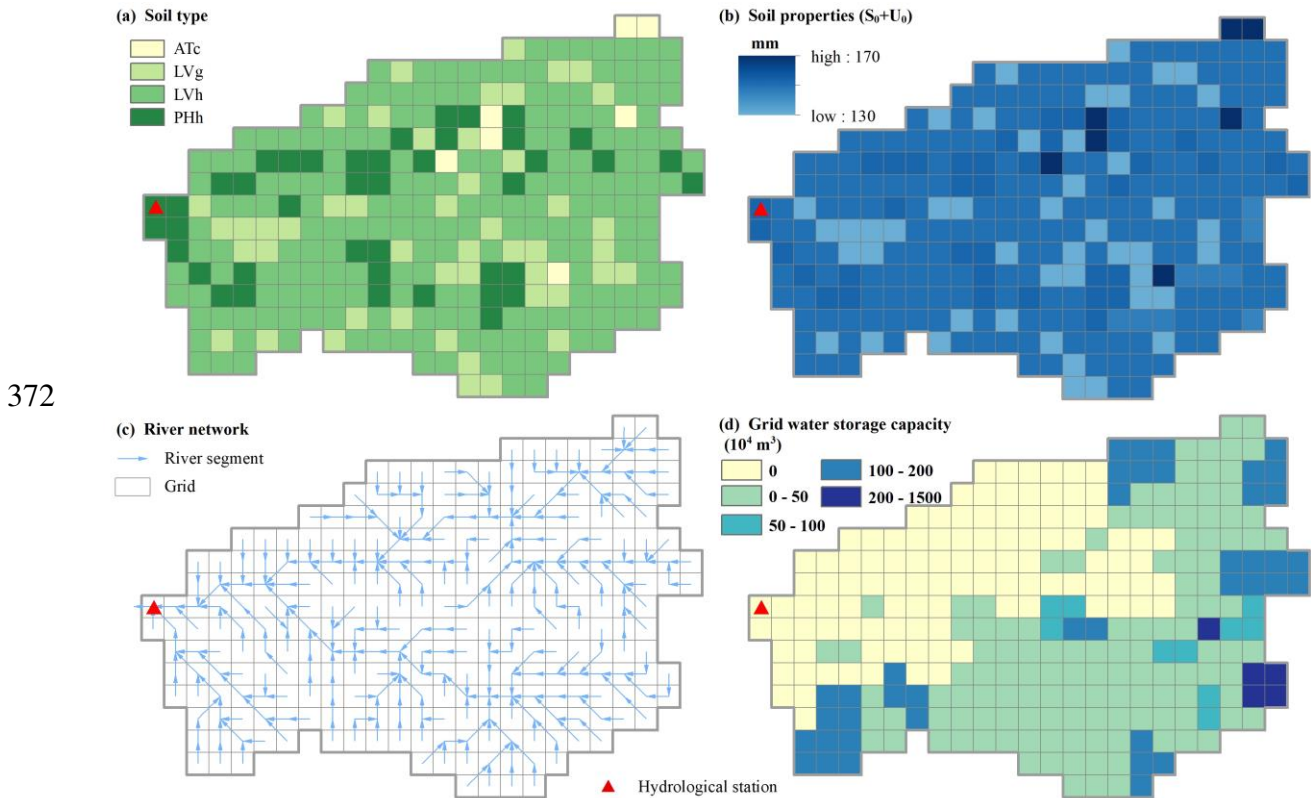 (a) Soil type
ATc
LVg
LVh
PHh
(b) Soil properties (S₀+U₀)
mm
high : 170
low : 130
372
(c) River network
River segment
Grid
(d) Grid water storage capacity
(10⁴ m³)
0
100 - 200
0 - 50
200 - 1500
50 - 100
Hydrological station